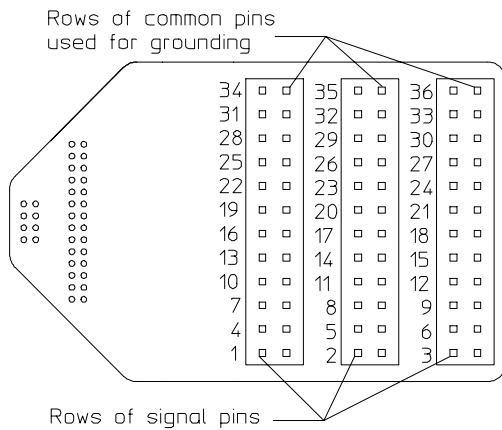 Rows of common pins
used for grounding
34 35 36
31 32 33
28 29 30
25 26 27
22 23 24
19 20 21
16 17 18
13 14 15
10 11 12
7 8 9
4 5 6
1 2 3
Rows of signal pins